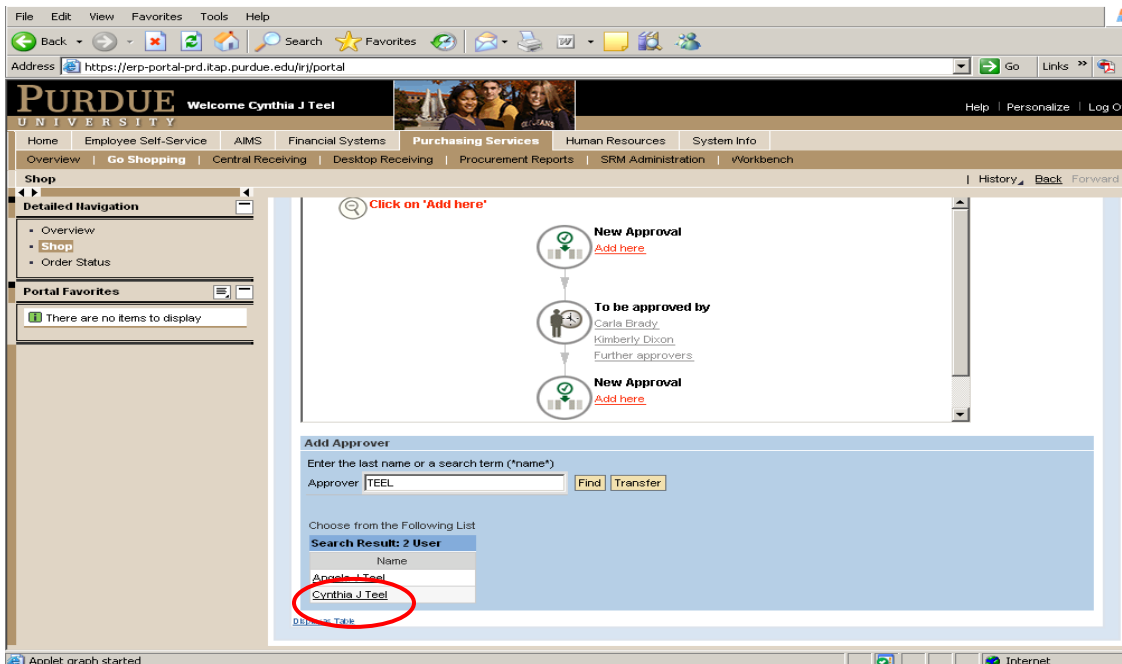 File Edit View Favorites Tools Help
Back Search Favorites
Address https://erp-portal-prd.itap.purdue.edu/irj/portal Go Links »
PURDUE Welcome Cynthia J Teel
UNIVERSITY Help | Personalize | Log O
Home Employee Self-Service AIMS Financial Systems Purchasing Services Human Resources System Info
Overview | Go Shopping | Central Receiving | Desktop Receiving | Procurement Reports | SRM Administration | Workbench
Shop | History Back Forward
Detailed Navigation
• Overview
• Shop
• Order Status
Portal Favorites
There are no items to display
Click on 'Add here'
New Approval
Add here
To be approved by
Carla Brady
Kimberly Dixon
Further approvers
New Approval
Add here
Add Approver
Enter the last name or a search term (*name*)
Approver TEEL Find Transfer
Choose from the Following List
Search Result: 2 User
Name
Angela J Teel
Cynthia J Teel
Table
Applet graph started Internet